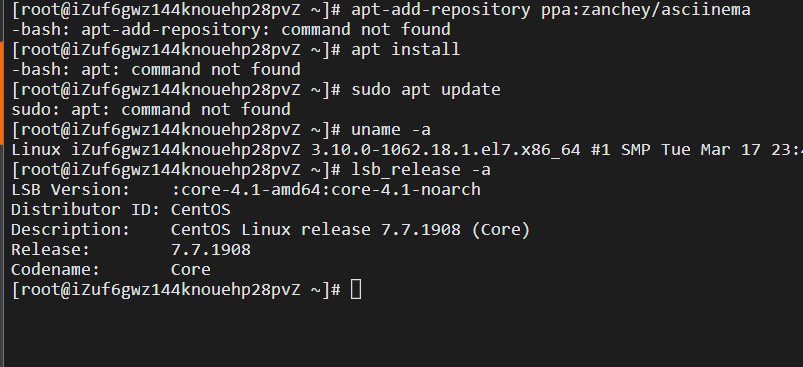 [root@iZuf6gwz144knouehp28pvZ ~]# apt-add-repository ppa:zanchey/asciinema
-bash: apt-add-repository: command not found
[root@iZuf6gwz144knouehp28pvZ ~]# apt install
-bash: apt: command not found
[root@iZuf6gwz144knouehp28pvZ ~]# sudo apt update
sudo: apt: command not found
[root@iZuf6gwz144knouehp28pvZ ~]# uname -a
Linux iZuf6gwz144knouehp28pvZ 3.10.0-1062.18.1.el7.x86_64 #1 SMP Tue Mar 17 23:
[root@iZuf6gwz144knouehp28pvZ ~]# lsb_release -a
LSB Version:    :core-4.1-amd64:core-4.1-noarch
Distributor ID: CentOS
Description:    CentOS Linux release 7.7.1908 (Core)
Release:        7.7.1908
Codename:       Core
[root@iZuf6gwz144knouehp28pvZ ~]#